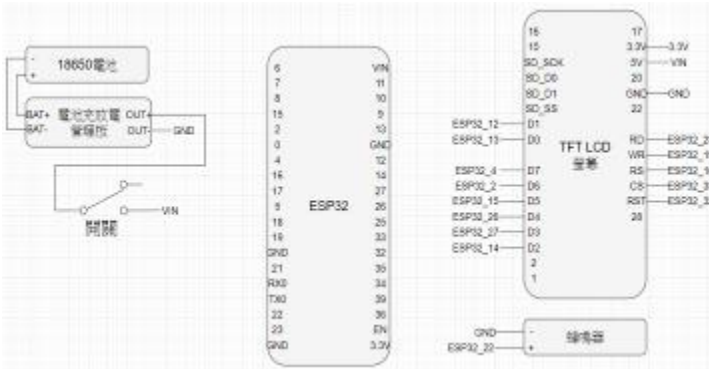 -
18650電池
+
BAT+
電池充放電
OUT+
BAT-
管理板
OUT-
GND
VIN
開關
6
VIN
7
11
8
10
15
9
2
13
0
GND
4
12
16
14
17
27
5
26
ESP32
18
25
19
33
GND
32
21
35
RX0
34
TX0
39
22
36
23
EN
GND
3.3V
16
17
15
3.3V
3.3V
SD_SCK
5V
VIN
SD_D0
20
SD_D1
GND
GND
SD_SS
22
ESP32_12
D1
ESP32_13
D0
TFT LCD
螢幕
RD
WR
ESP32_4
D7
RS
ESP32_2
D6
CS
ESP32_15
D5
RST
ESP32_26
D4
28
ESP32_27
D3
ESP32_14
D2
2
1
GND
-
蜂鳴器
ESP32_22
+